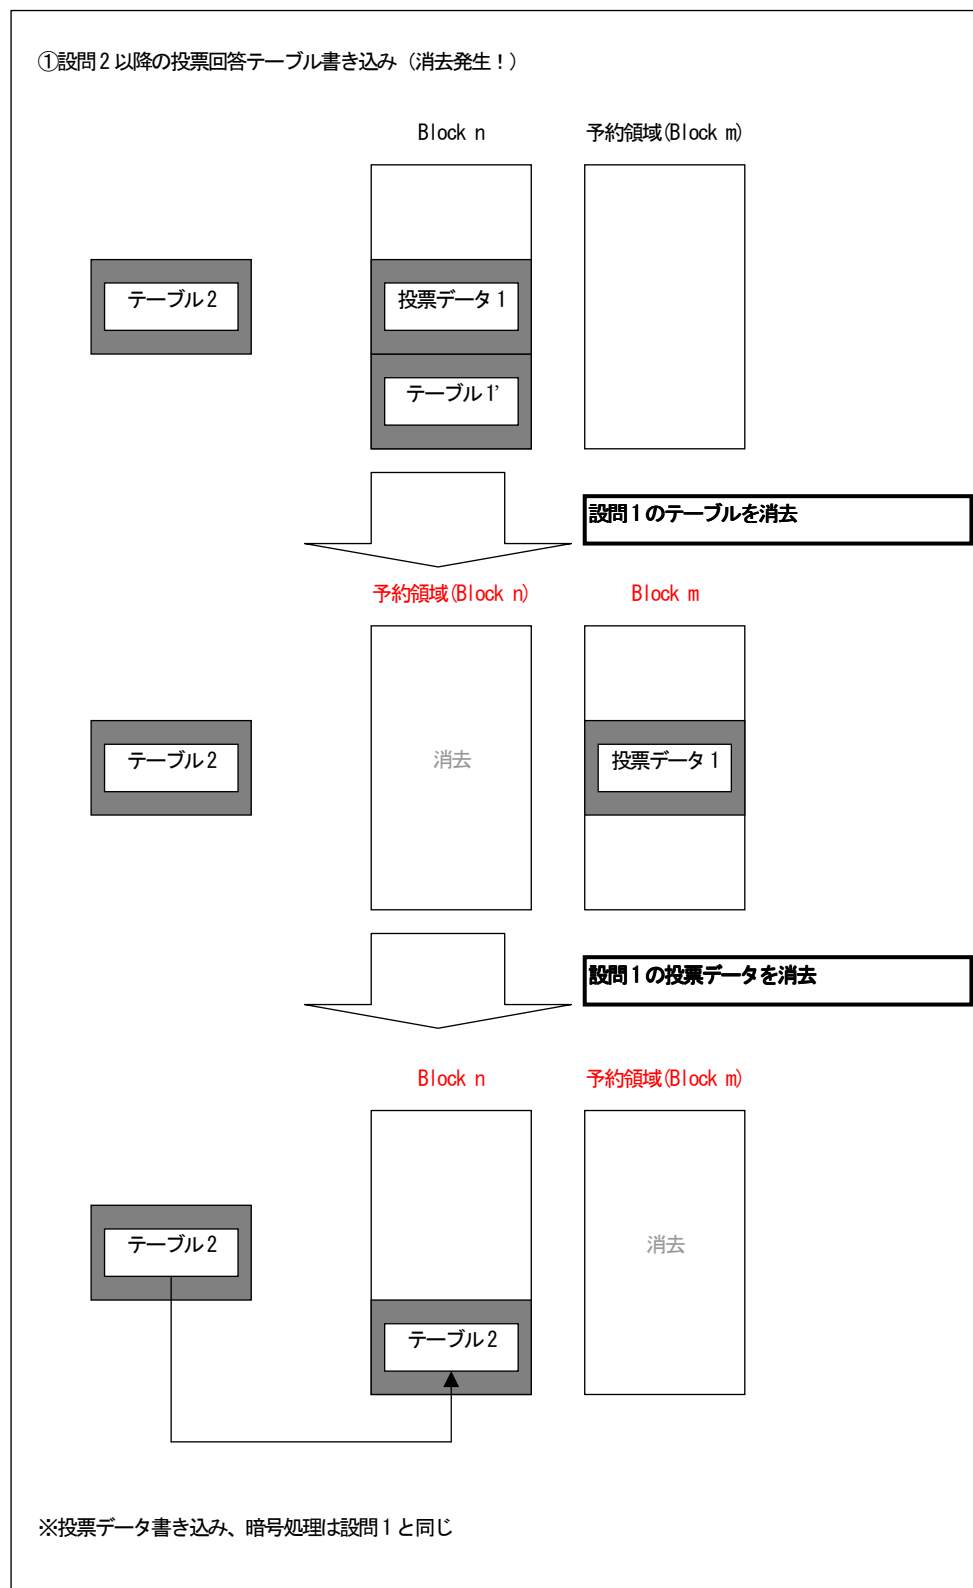 ①設問２以降の投票回答テーブル書き込み（消去発生！）
Block n 予約領域(Block m)
テーブル２ 投票データ１
テーブル1’
設問１のテーブルを消去
予約領域(Block n) Block m
テーブル２ 消去 投票データ１
設問１の投票データを消去
Block n 予約領域(Block m)
テーブル２ 消去
テーブル２
※投票データ書き込み、暗号処理は設問１と同じ